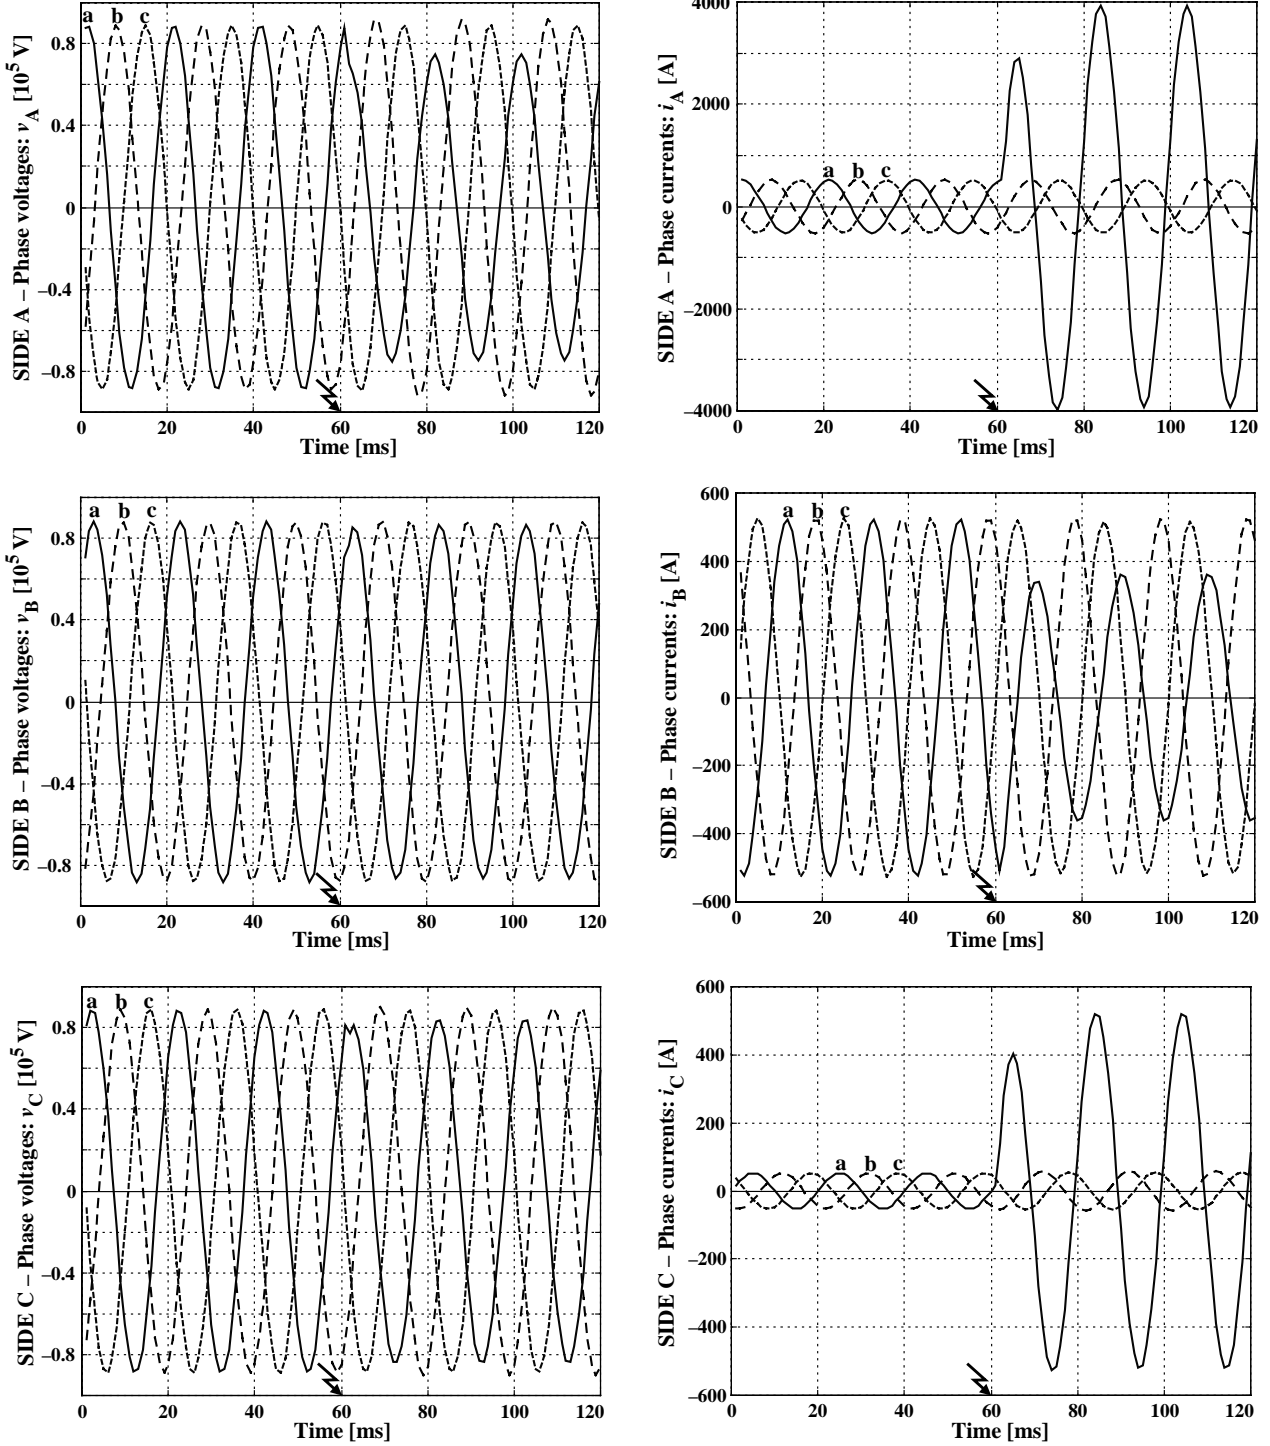 SIDE A – Phase voltages: vA [10^5 V]
a b c
0.8
0.4
0
–0.4
–0.8
0 20 40 60 80 100 120
Time [ms]
SIDE A – Phase currents: iA [A]
a b c
4000
2000
0
–2000
–4000
0 20 40 60 80 100 120
Time [ms]
SIDE B – Phase voltages: vB [10^5 V]
a b c
0.8
0.4
0
–0.4
–0.8
0 20 40 60 80 100 120
Time [ms]
SIDE B – Phase currents: iB [A]
a b c
600
400
200
0
–200
–400
–600
0 20 40 60 80 100 120
Time [ms]
SIDE C – Phase voltages: vC [10^5 V]
a b c
0.8
0.4
0
–0.4
–0.8
0 20 40 60 80 100 120
Time [ms]
SIDE C – Phase currents: iC [A]
a b c
600
400
200
0
–200
–400
–600
0 20 40 60 80 100 120
Time [ms]